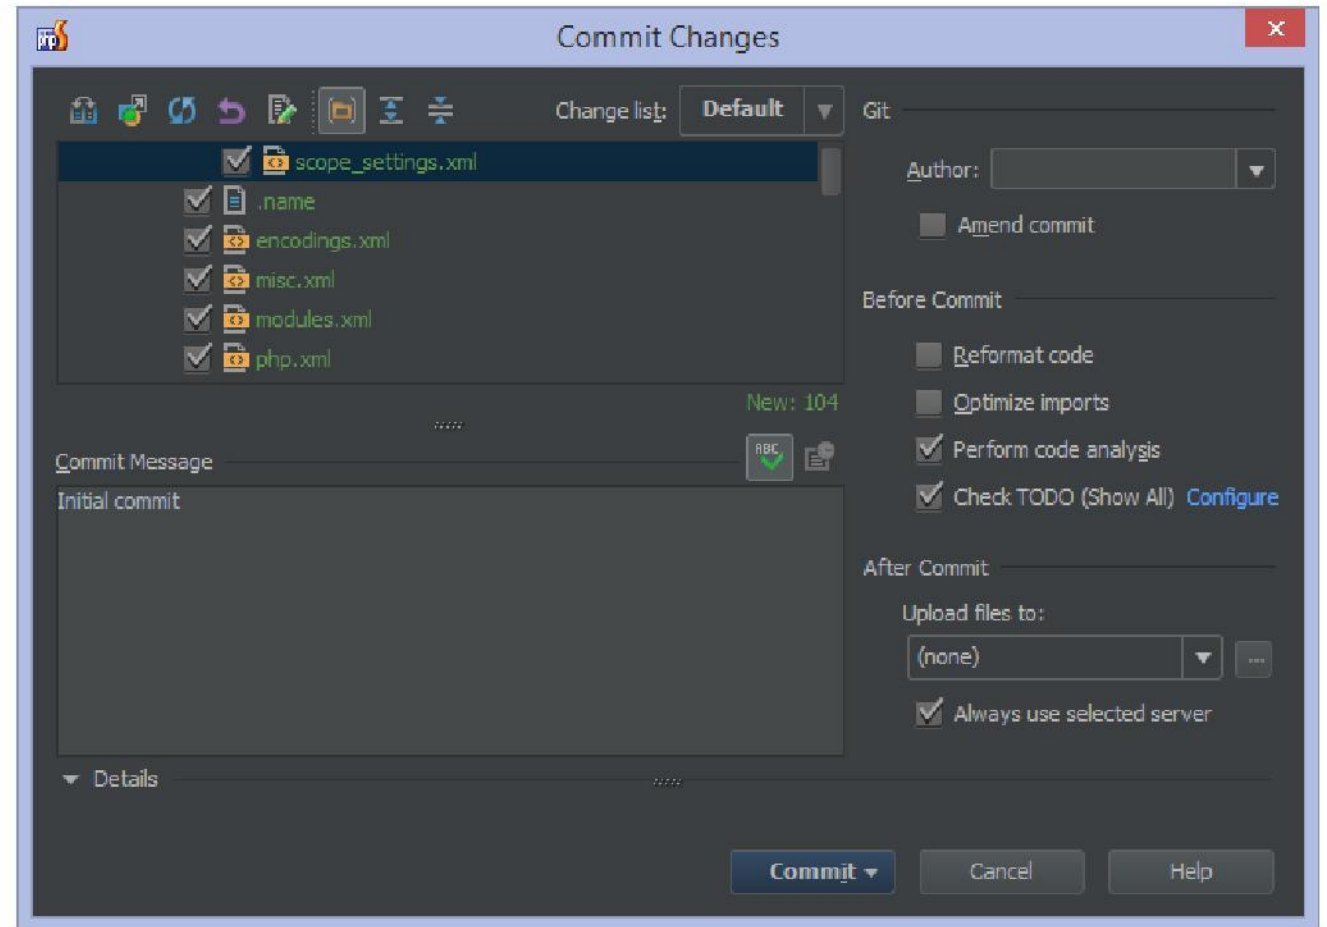 php
Commit Changes
Change list: Default
scope_settings.xml
.name
encodings.xml
misc.xml
modules.xml
php.xml
New: 104
Commit Message
ABC
Initial commit
Details
Git
Author:
Amend commit
Before Commit
Reformat code
Optimize imports
Perform code analysis
Check TODO (Show All) Configure
After Commit
Upload files to:
(none)
...
Always use selected server
Commit Cancel Help